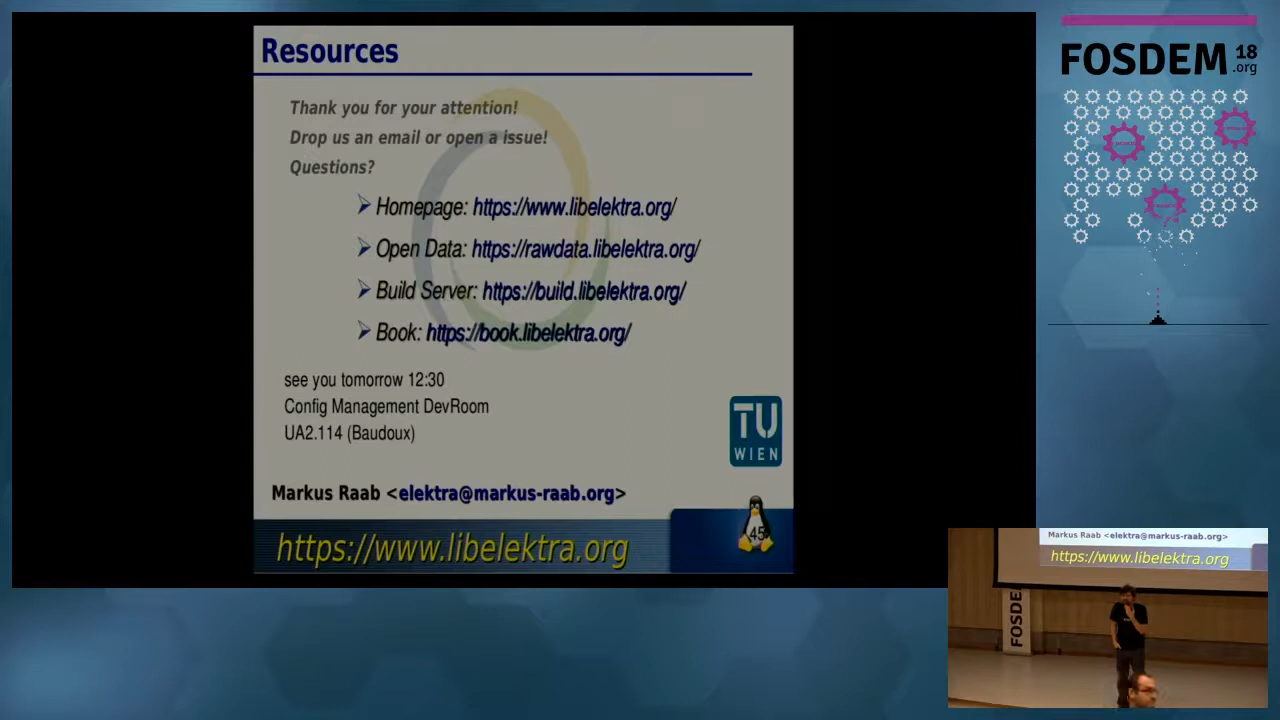 Resources
Thank you for your attention!
Drop us an email or open a issue!
Questions?
Homepage: https://www.libelektra.org/
Open Data: https://rawdata.libelektra.org/
Build Server: https://build.libelektra.org/
Book: https://book.libelektra.org/
see you tomorrow 12:30
Config Management DevRoom
UA2.114 (Baudoux)
TU
WIEN
Markus Raab <elektra@markus-raab.org>
https://www.libelektra.org
45
FOSDEM 18
.org
Markus Raab <elektra@markus-raab.org>
https://www.libelektra.org
FOSDE